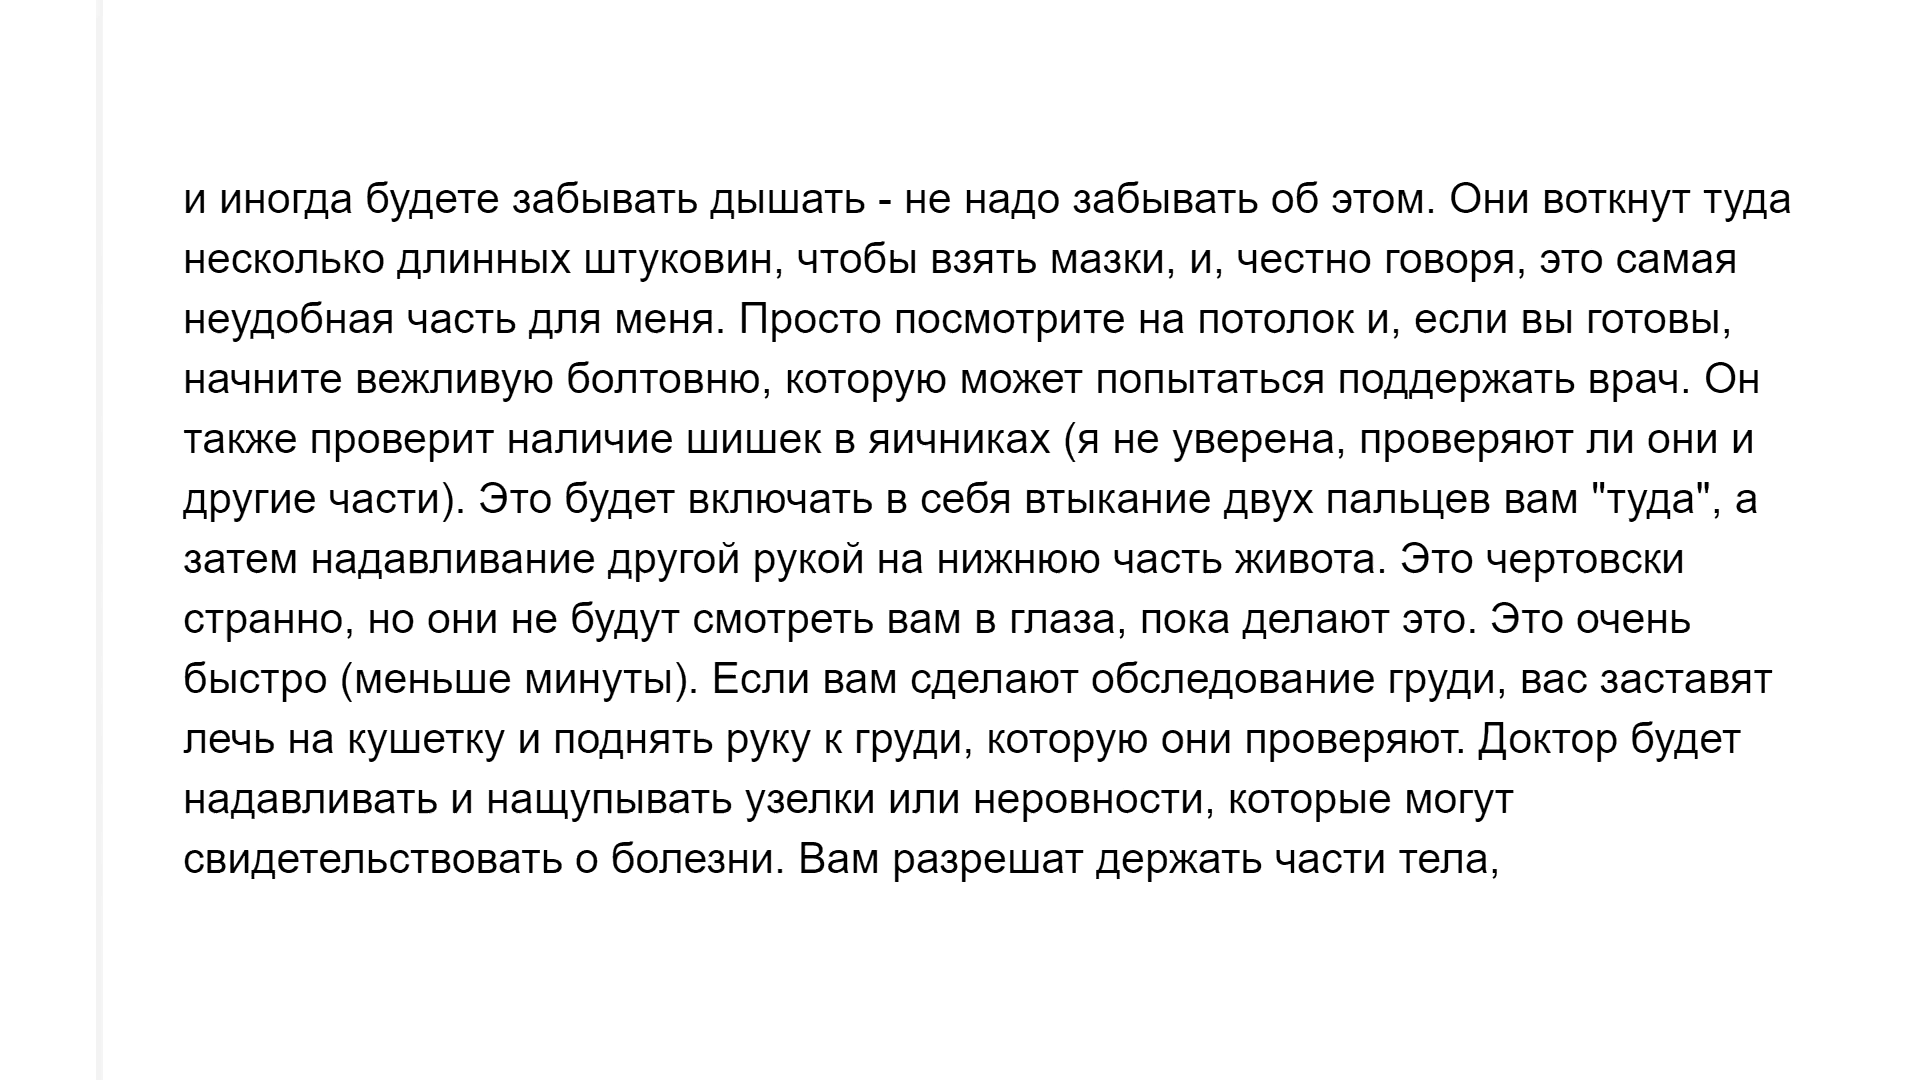 и иногда будете забывать дышать - не надо забывать об этом. Они воткнут туда
несколько длинных штуковин, чтобы взять мазки, и, честно говоря, это самая
неудобная часть для меня. Просто посмотрите на потолок и, если вы готовы,
начните вежливую болтовню, которую может попытаться поддержать врач. Он
также проверит наличие шишек в яичниках (я не уверена, проверяют ли они и
другие части). Это будет включать в себя втыкание двух пальцев вам "туда", а
затем надавливание другой рукой на нижнюю часть живота. Это чертовски
странно, но они не будут смотреть вам в глаза, пока делают это. Это очень
быстро (меньше минуты). Если вам сделают обследование груди, вас заставят
лечь на кушетку и поднять руку к груди, которую они проверяют. Доктор будет
надавливать и нащупывать узелки или неровности, которые могут
свидетельствовать о болезни. Вам разрешат держать части тела,